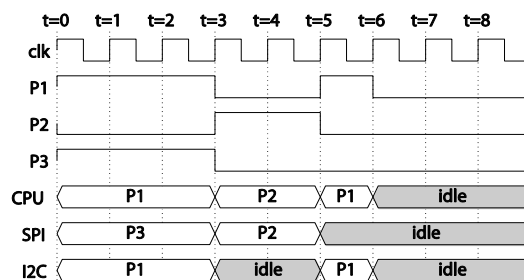 t=0 t=1 t=2 t=3 t=4 t=5 t=6 t=7 t=8
clk
P1
P2
P3
CPU P1 P2 P1 idle
SPI P3 P2 idle
I2C P1 idle P1 idle